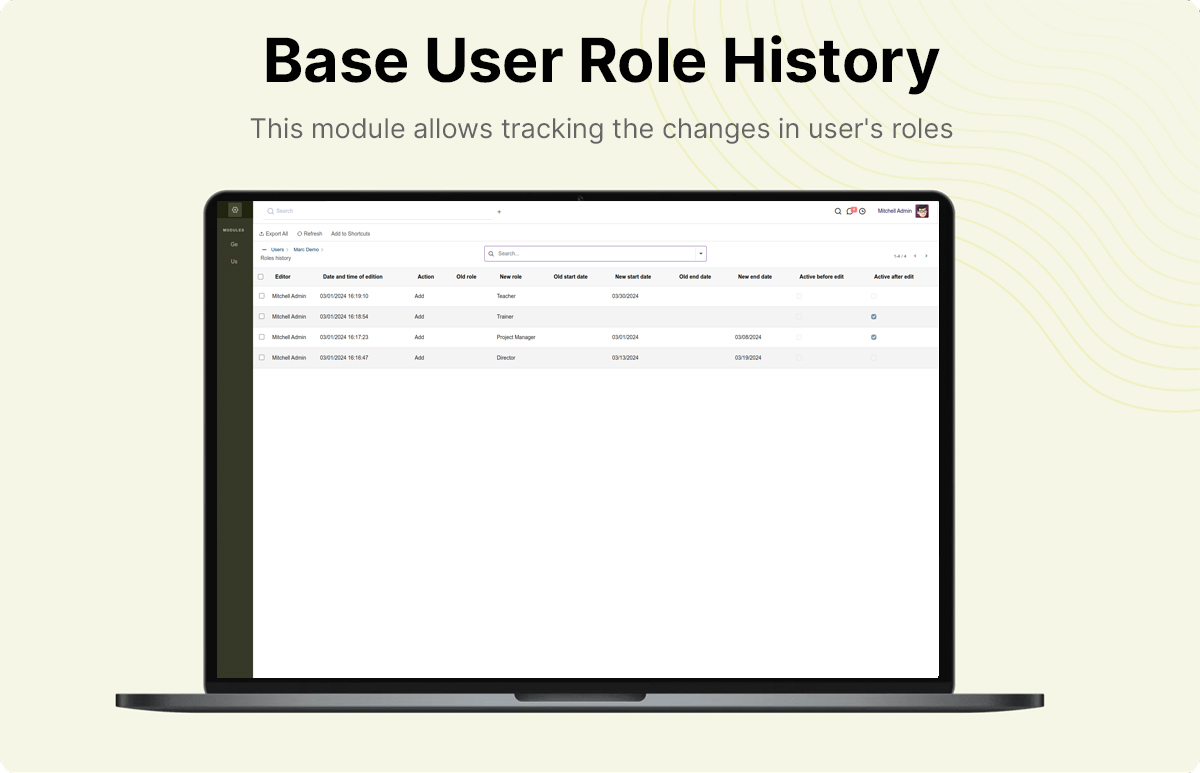 Base User Role History
This module allows tracking the changes in user's roles
Search
+
Mitchell Admin
MODULES
Ge
Us
Export All Refresh Add to Shortcuts
Users Marc Demo
Roles history
Search...
1-4 / 4
Editor Date and time of edition Action Old role New role Old start date New start date Old end date New end date Active before edit Active after edit
Mitchell Admin 03/01/2024 16:19:10 Add Teacher 03/30/2024
Mitchell Admin 03/01/2024 16:18:54 Add Trainer
Mitchell Admin 03/01/2024 16:17:23 Add Project Manager 03/01/2024 03/08/2024
Mitchell Admin 03/01/2024 16:16:47 Add Director 03/13/2024 03/19/2024